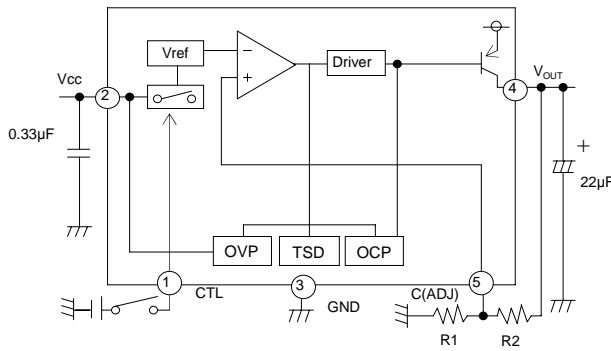 Vref
Driver
Vcc
V_OUT
2
4
0.33µF
+
22µF
−
+
OVP
TSD
OCP
1
CTL
3
GND
C(ADJ)
5
R1
R2